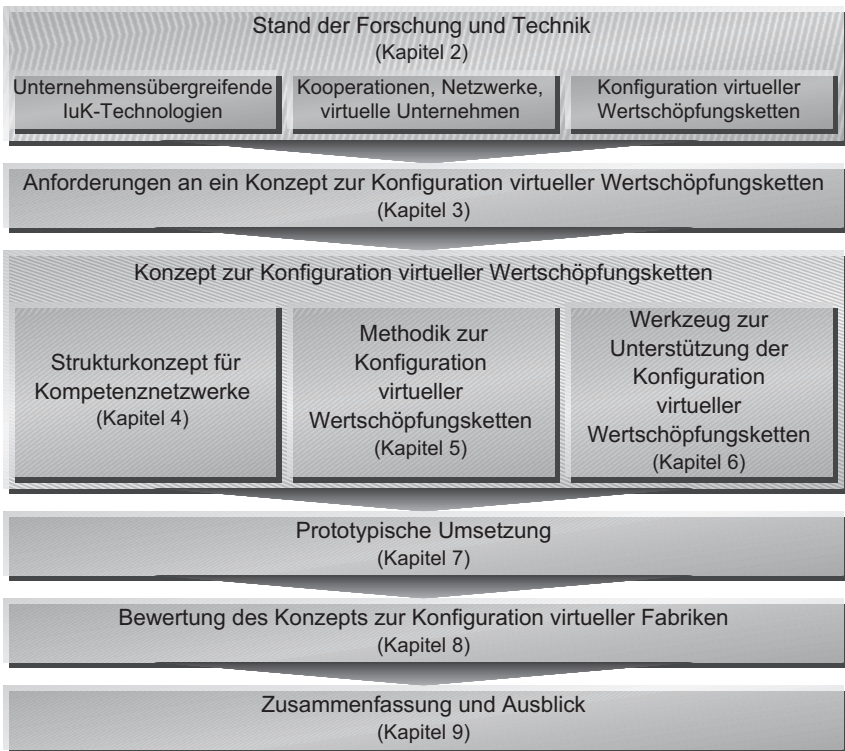 Stand der Forschung und Technik
(Kapitel 2)
Unternehmensübergreifende
IuK-Technologien
Kooperationen, Netzwerke,
virtuelle Unternehmen
Konfiguration virtueller
Wertschöpfungsketten
Anforderungen an ein Konzept zur Konfiguration virtueller Wertschöpfungsketten
(Kapitel 3)
Konzept zur Konfiguration virtueller Wertschöpfungsketten
Strukturkonzept für
Kompetenznetzwerke
(Kapitel 4)
Methodik zur
Konfiguration
virtueller
Wertschöpfungsketten
(Kapitel 5)
Werkzeug zur
Unterstützung der
Konfiguration
virtueller
Wertschöpfungsketten
(Kapitel 6)
Prototypische Umsetzung
(Kapitel 7)
Bewertung des Konzepts zur Konfiguration virtueller Fabriken
(Kapitel 8)
Zusammenfassung und Ausblick
(Kapitel 9)